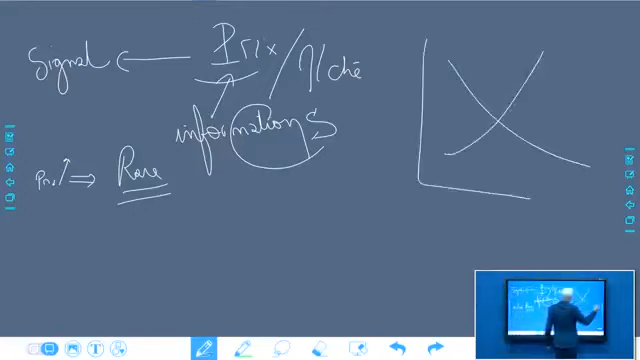 Signal ← Prix / Mché
informations
Prix ↗ ⇒ Rare